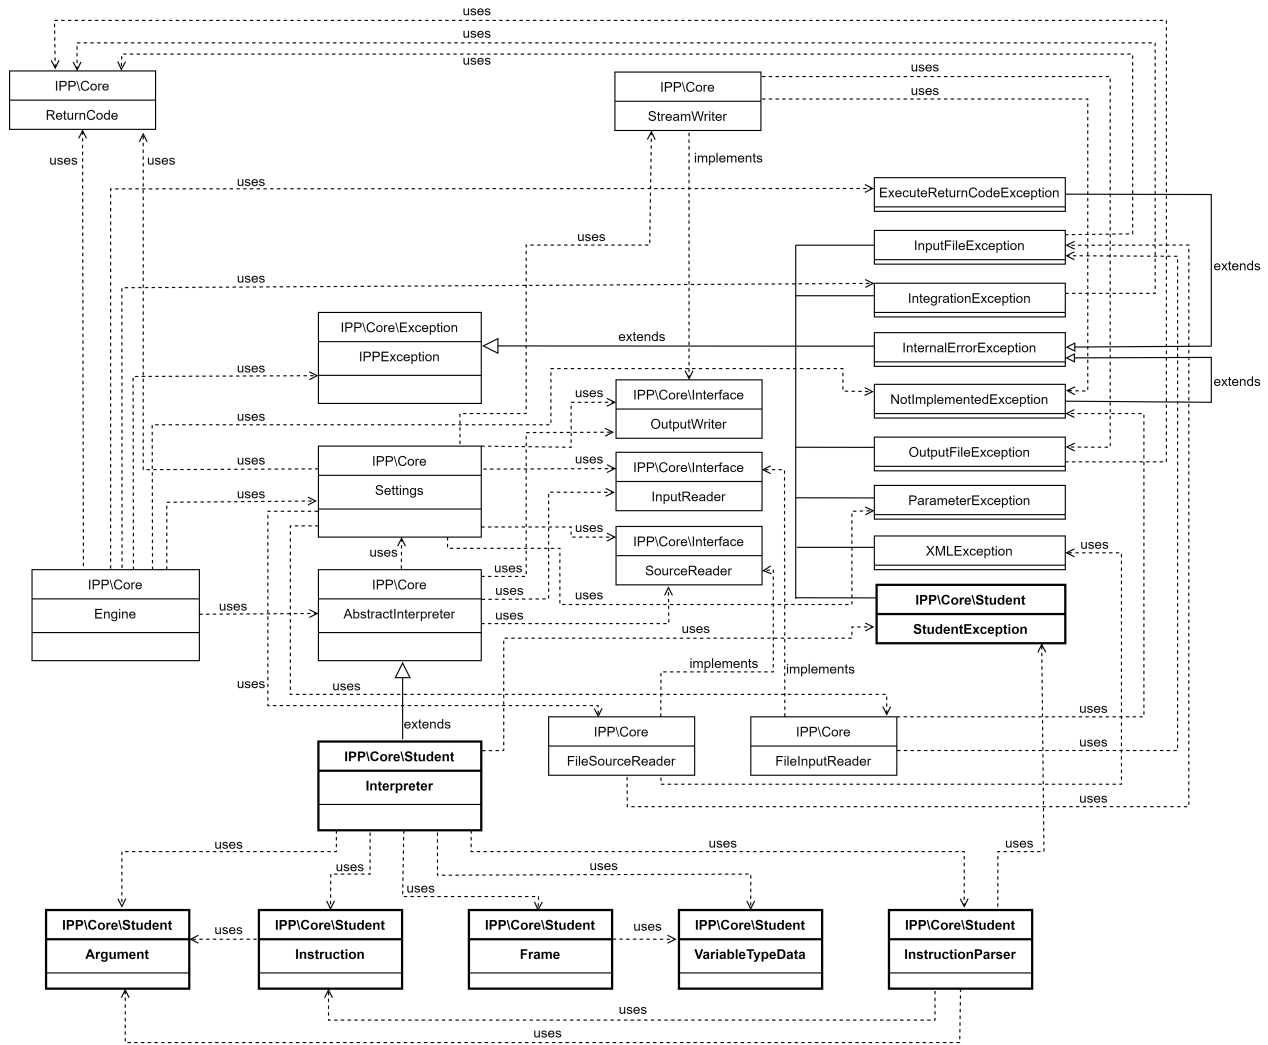 uses
uses
uses
IPP\Core
ReturnCode
IPP\Core
StreamWriter
uses
uses
uses
uses
implements
uses
ExecuteReturnCodeException
uses
InputFileException
extends
uses
IntegrationException
IPP\Core\Exception
IPPException
extends
InternalErrorException
uses
extends
IPP\Core\Interface
OutputWriter
uses
NotImplementedException
uses
IPP\Core
Settings
uses
OutputFileException
IPP\Core\Interface
InputReader
uses
uses
ParameterException
IPP\Core\Interface
SourceReader
uses
XMLException
uses
uses
IPP\Core
Engine
IPP\Core
AbstractInterpreter
uses
uses
uses
uses
uses
IPP\Core\Student
StudentException
uses
implements
implements
uses
uses
extends
IPP\Core
FileSourceReader
IPP\Core
FileInputReader
uses
uses
uses
IPP\Core\Student
Interpreter
uses
uses
uses
uses
uses
uses
IPP\Core\Student
Argument
uses
IPP\Core\Student
Instruction
IPP\Core\Student
Frame
uses
IPP\Core\Student
VariableTypeData
IPP\Core\Student
InstructionParser
uses
uses